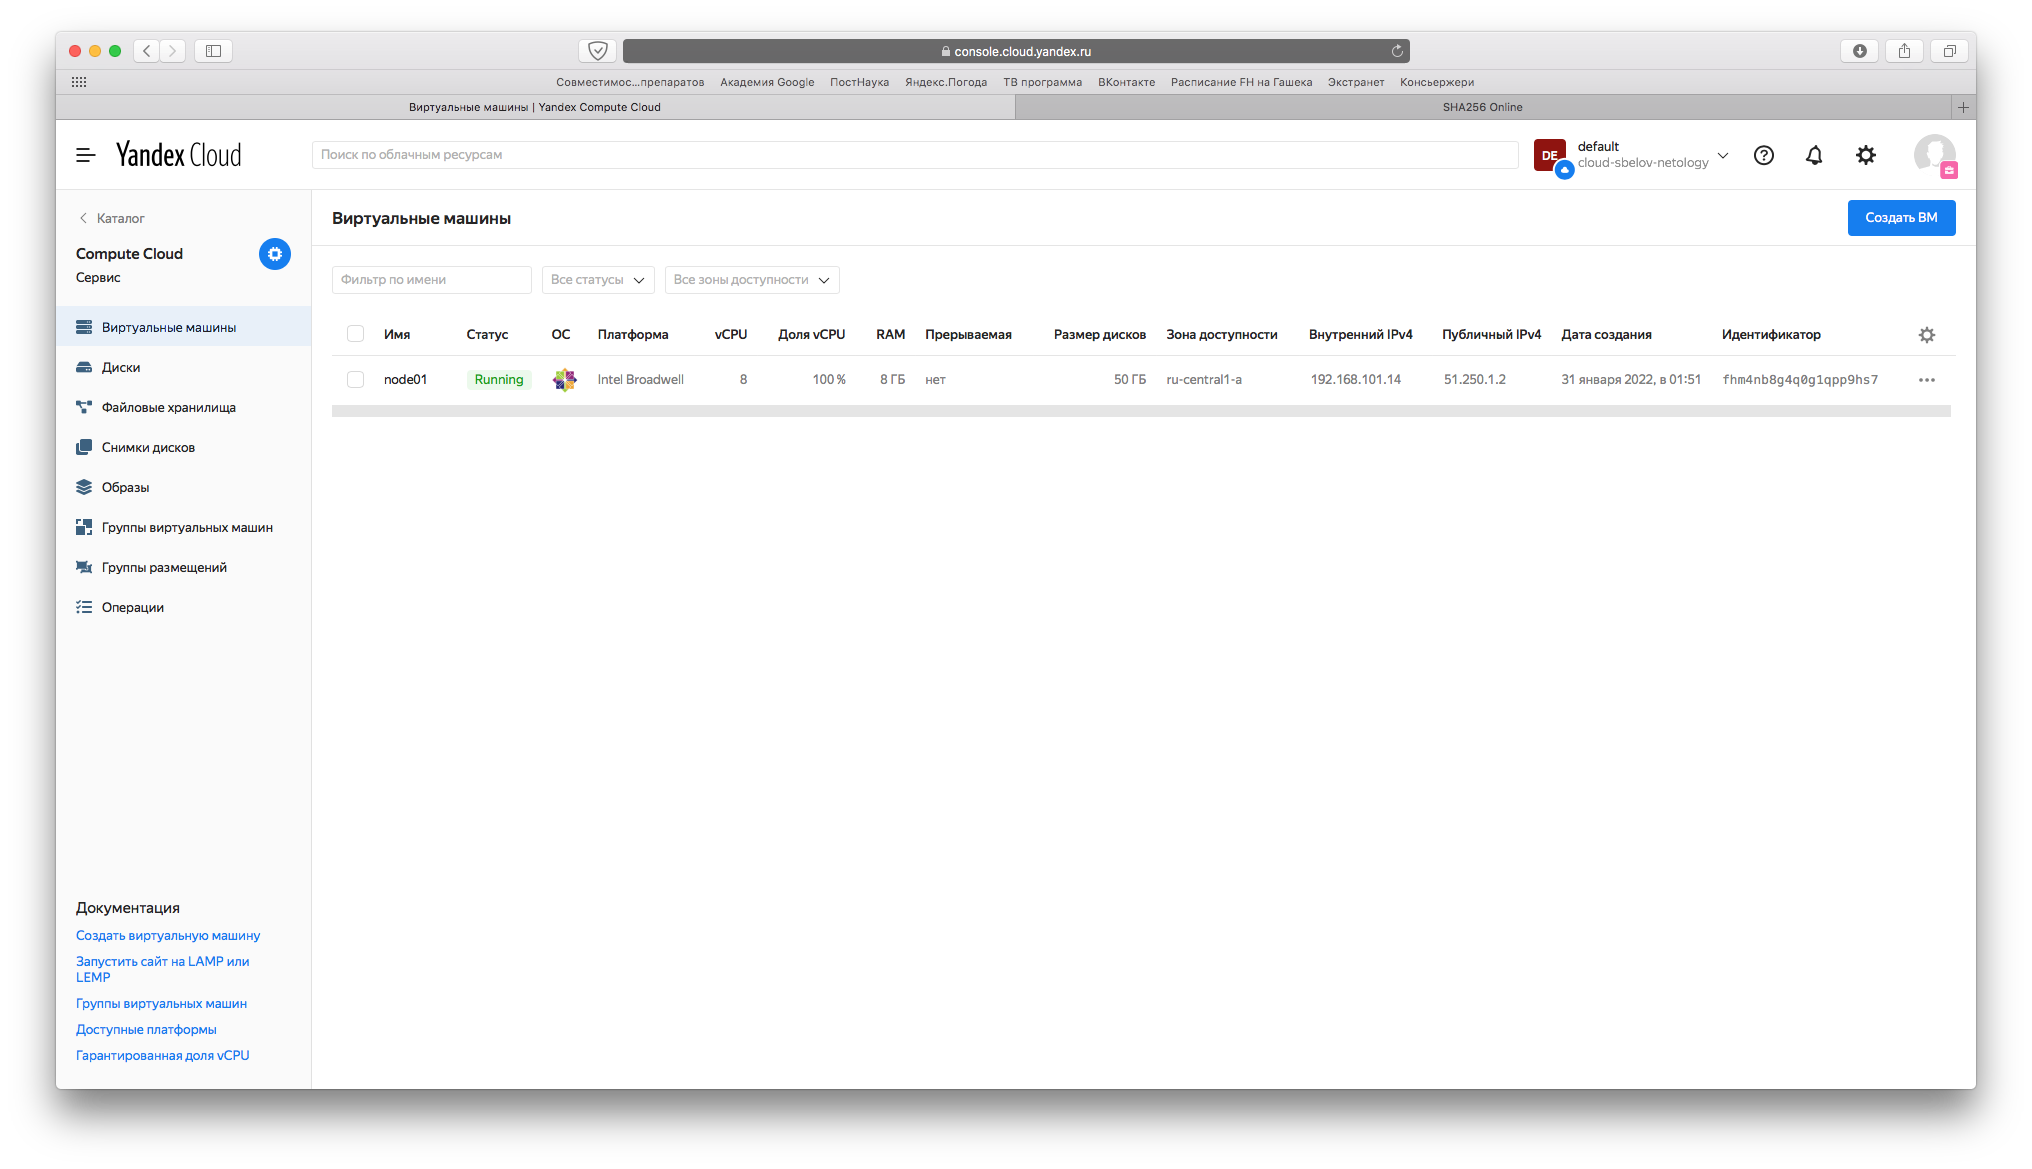 console.cloud.yandex.ru
Совместимос...препаратов Академия Google ПостНаука Яндекс.Погода ТВ программа ВКонтакте Расписание FH на Гашека Экстранет Консьержери
Виртуальные машины | Yandex Compute Cloud SHA256 Online
Yandex Cloud
Поиск по облачным ресурсам
DE
default
cloud-sbelov-netology
Каталог
Compute Cloud
Сервис
Виртуальные машины
Диски
Файловые хранилища
Снимки дисков
Образы
Группы виртуальных машин
Группы размещений
Операции
Документация
Создать виртуальную машину
Запустить сайт на LAMP или
LEMP
Группы виртуальных машин
Доступные платформы
Гарантированная доля vCPU
Виртуальные машины
Создать ВМ
Фильтр по имени Все статусы Все зоны доступности
Имя Статус ОС Платформа vCPU Доля vCPU RAM Прерываемая Размер дисков Зона доступности Внутренний IPv4 Публичный IPv4 Дата создания Идентификатор
node01 Running Intel Broadwell 8 100 % 8 ГБ нет 50 ГБ ru-central1-a 192.168.101.14 51.250.1.2 31 января 2022, в 01:51 fhm4nb8g4q0g1qpp9hs7